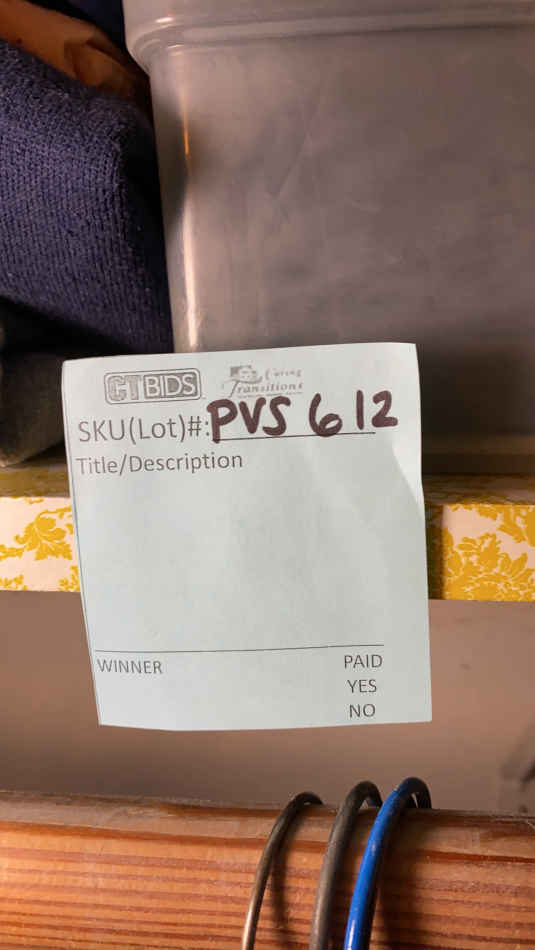 CTBIDS
Caring
Transitions
SKU(Lot)#:PVS 612
Title/Description
WINNER
PAID
YES
NO